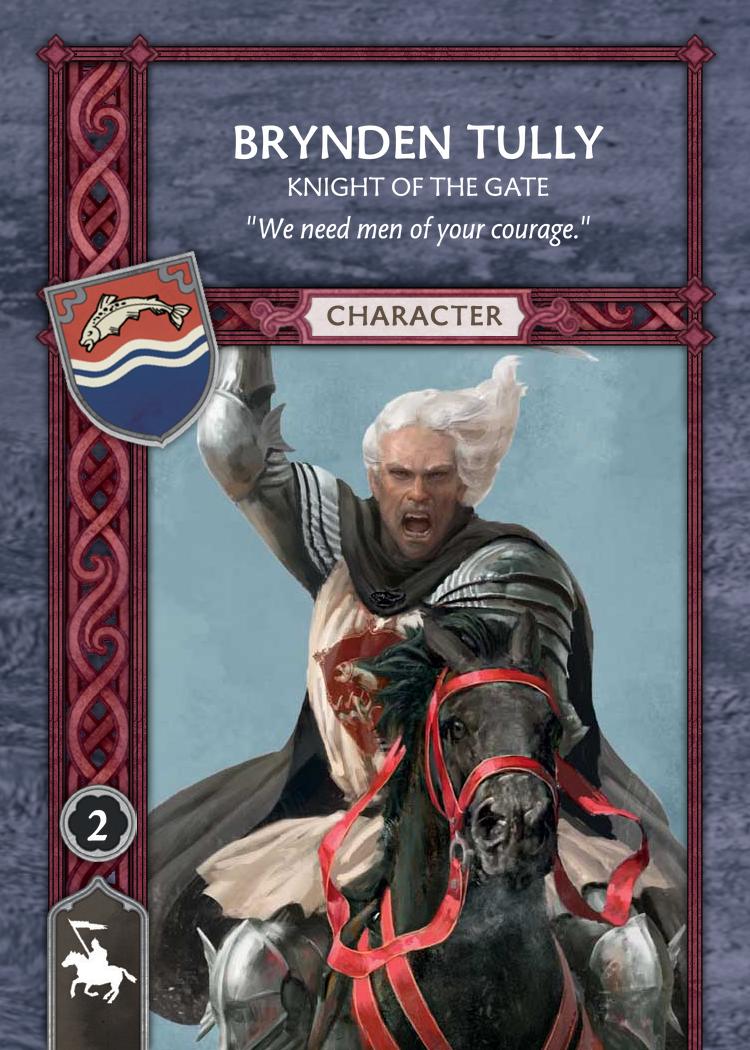 BRYNDEN TULLY
KNIGHT OF THE GATE
"We need men of your courage."
CHARACTER
2